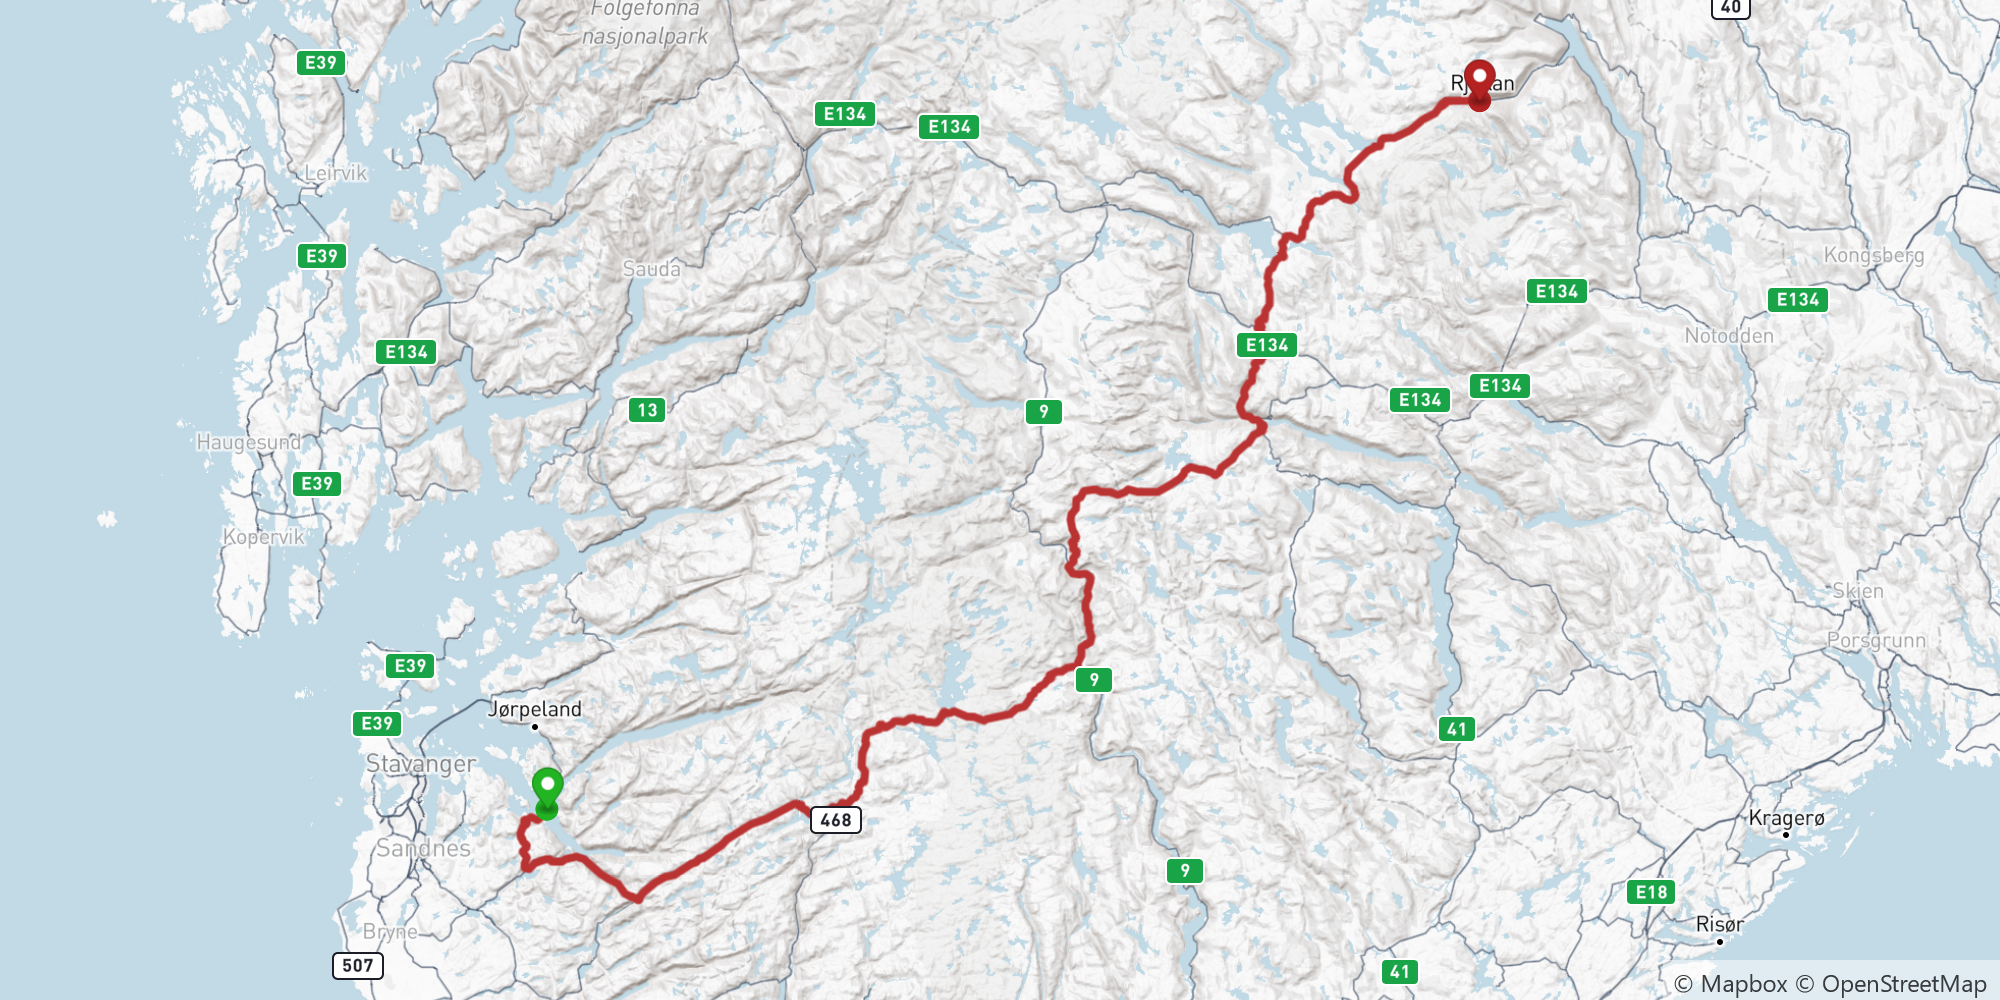 40
Folgefonna
nasjonalpark
E39
Rjukan
E134
E134
Leirvik
E39
Kongsberg
Sauda
E134
E134
Notodden
E134
E134
E134
E134
13
9
Haugesund
E39
Kopervik
Skien
Porsgrunn
E39
9
Jørpeland
E39
41
Stavanger
468
Kragerø
Sandnes
9
E18
Risør
Bryne
507
41
© Mapbox © OpenStreetMap